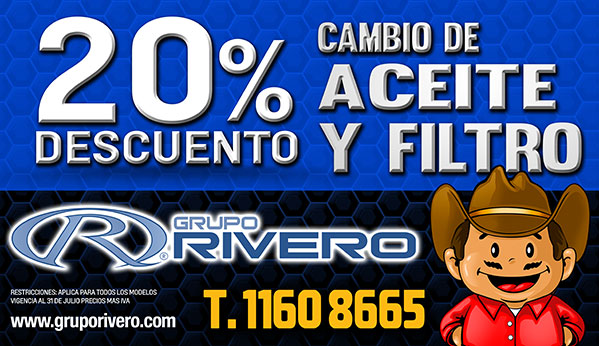 20% DESCUENTO
CAMBIO DE
ACEITE
Y FILTRO
R®
GRUPO
RIVERO
RESTRICCIONES: APLICA PARA TODOS LOS MODELOS
VIGENCIA AL 31 DE JULIO PRECIOS MAS IVA
www.gruporivero.com
T. 1160 8665